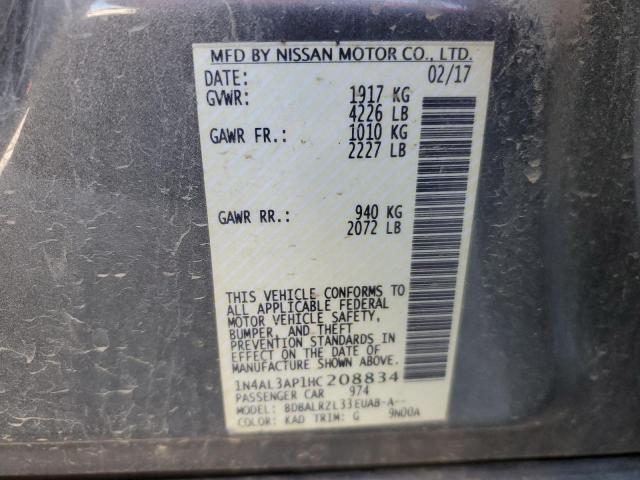 MFD BY NISSAN MOTOR CO., LTD.
DATE: 02/17
GVWR: 1917 KG
4226 LB
GAWR FR.: 1010 KG
2227 LB
GAWR RR.: 940 KG
2072 LB
THIS VEHICLE CONFORMS TO
ALL APPLICABLE FEDERAL
MOTOR VEHICLE SAFETY,
BUMPER, AND THEFT
PREVENTION STANDARDS IN
EFFECT ON THE DATE OF
MANUFACTURE SHOWN ABOVE.
1N4AL3AP1HC208834
PASSENGER CAR 974
MODEL: BDBALRZL33EUAB-A--
COLOR: KAD TRIM: G 9N00A